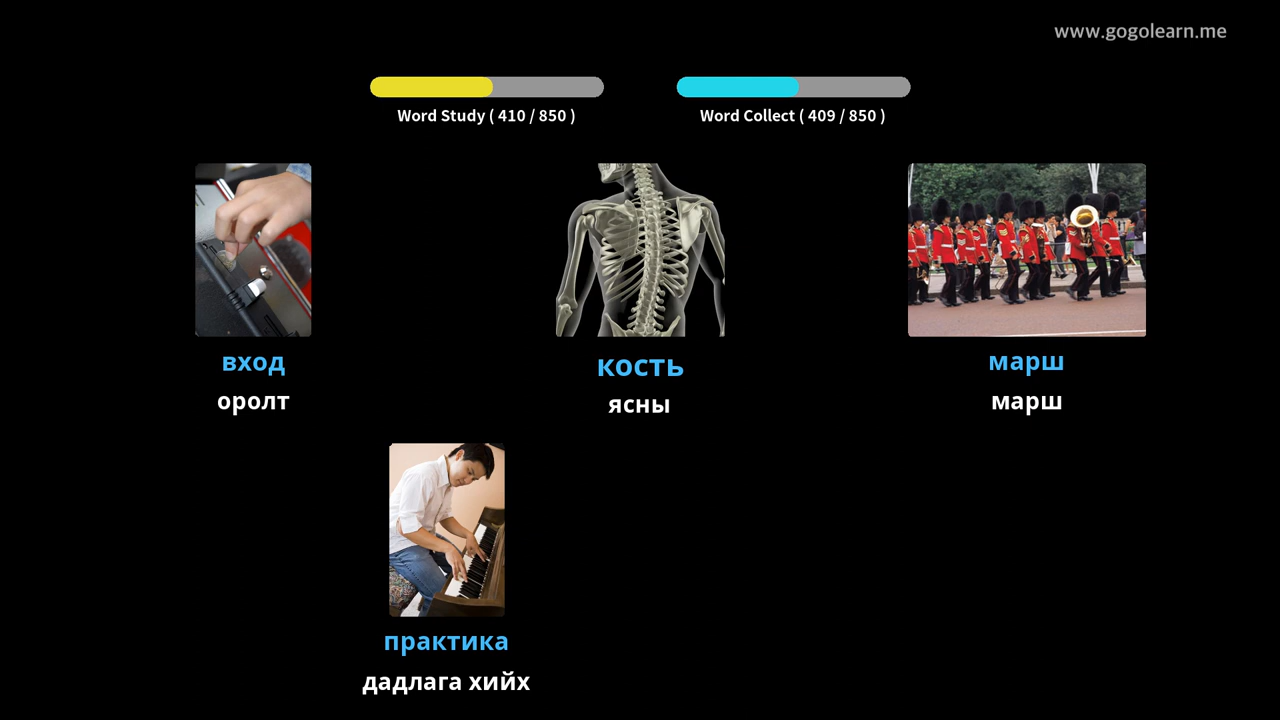 www.gogolearn.me
Word Study ( 410 / 850 )
Word Collect ( 409 / 850 )
вход
оролт
кость
ясны
марш
марш
практика
дадлага хийх